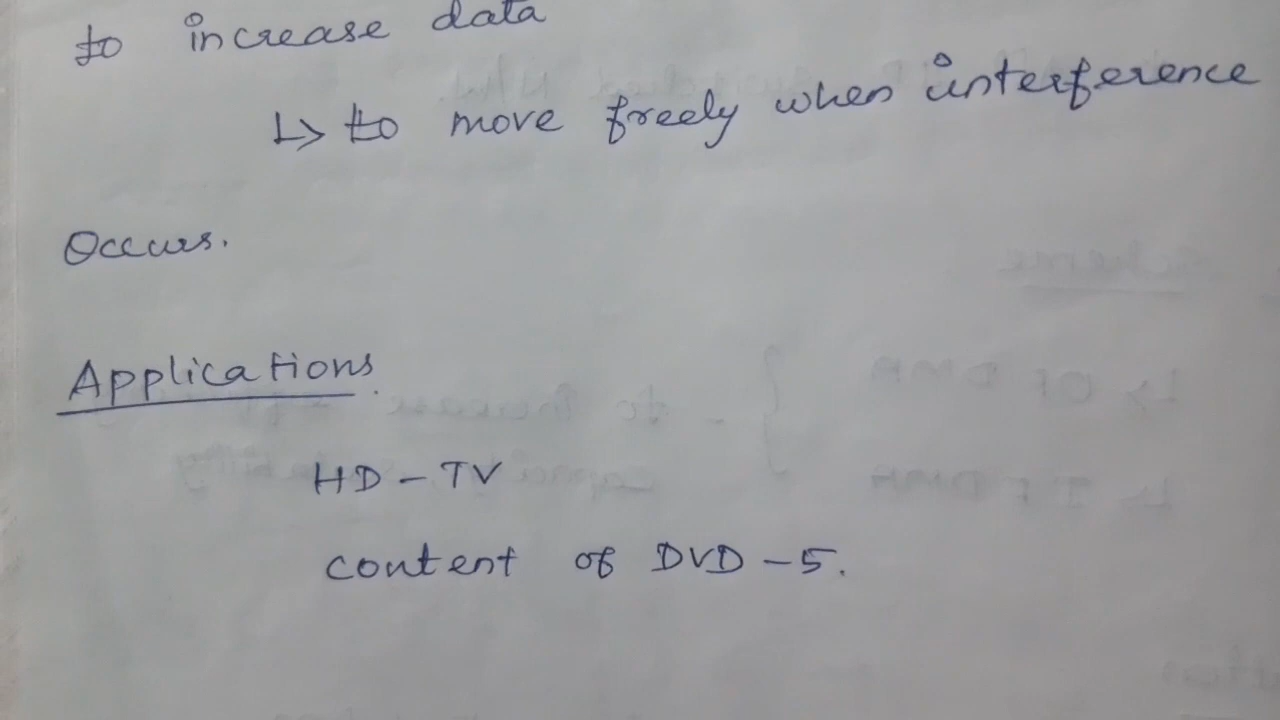 to increase data
↳ to move freely when interference
Occurs.
Applications.
HD - TV
content of DVD - 5.